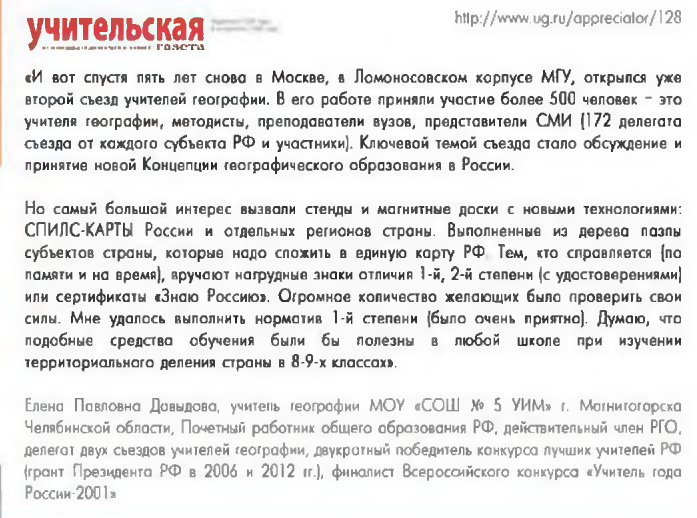 учительская
газета
http://www.ug.ru/appreciator/128
«И вот спустя пять лет снова в Москве, в Ломоносовском корпусе МГУ, открылся уже
второй съезд учителей географии. В его работе приняли участие более 500 человек – это
учителя географии, методисты, преподаватели вузов, представители СМИ (172 делегата
съезда от каждого субъекта РФ и участники). Ключевой темой съезда стало обсуждение и
принятие новой Концепции географического образования в России.
Но самый большой интерес вызвали стенды и магнитные доски с новыми технологиями:
СПИЛС-КАРТЫ России и отдельных регионов страны. Выполненные из дерева пазлы
субъектов страны, которые надо сложить в единую карту РФ. Тем, кто справляется (по
памяти и на время), вручают нагрудные знаки отличия 1-й, 2-й степени (с удостоверениями)
или сертификаты «Знаю Россию». Огромное количество желающих было проверить свои
силы. Мне удалось выполнить норматив 1-й степени (было очень приятно). Думаю, что
подобные средства обучения были бы полезны в любой школе при изучении
территориального деления страны в 8-9-х классах».
Елена Павловна Давыдова, учитель географии МОУ «СОШ № 5 УИМ» г. Магнитогорска
Челябинской области, Почетный работник общего образования РФ, действительный член РГО,
делегат двух съездов учителей географии, двукратный победитель конкурса лучших учителей РФ
(грант Президента РФ в 2006 и 2012 гг.), финалист Всероссийского конкурса «Учитель года
России-2001»